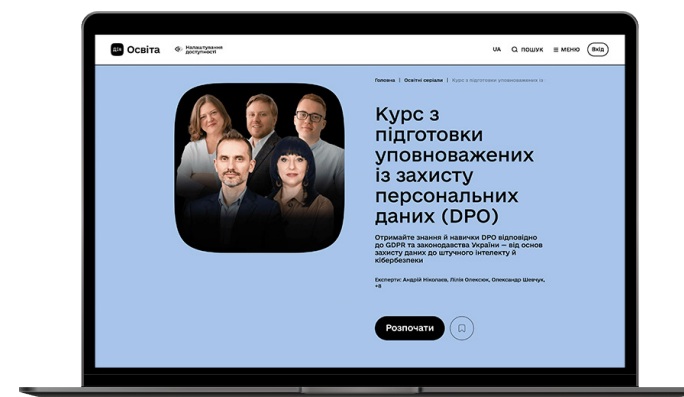 Дія Освіта
Налаштування
доступності
UA ПОШУК МЕНЮ Вхід
Головна | Освітні серіали | Курс з підготовки уповноважених із
Курс з
підготовки
уповноважених
із захисту
персональних
даних (DPO)
Отримайте знання й навички DPO відповідно
до GDPR та законодавства України — від основ
захисту даних до штучного інтелекту й
кібербезпеки
Експерти: Андрій Ніколаєв, Лілія Олексюк, Олександр Шевчук,
+8
Розпочати